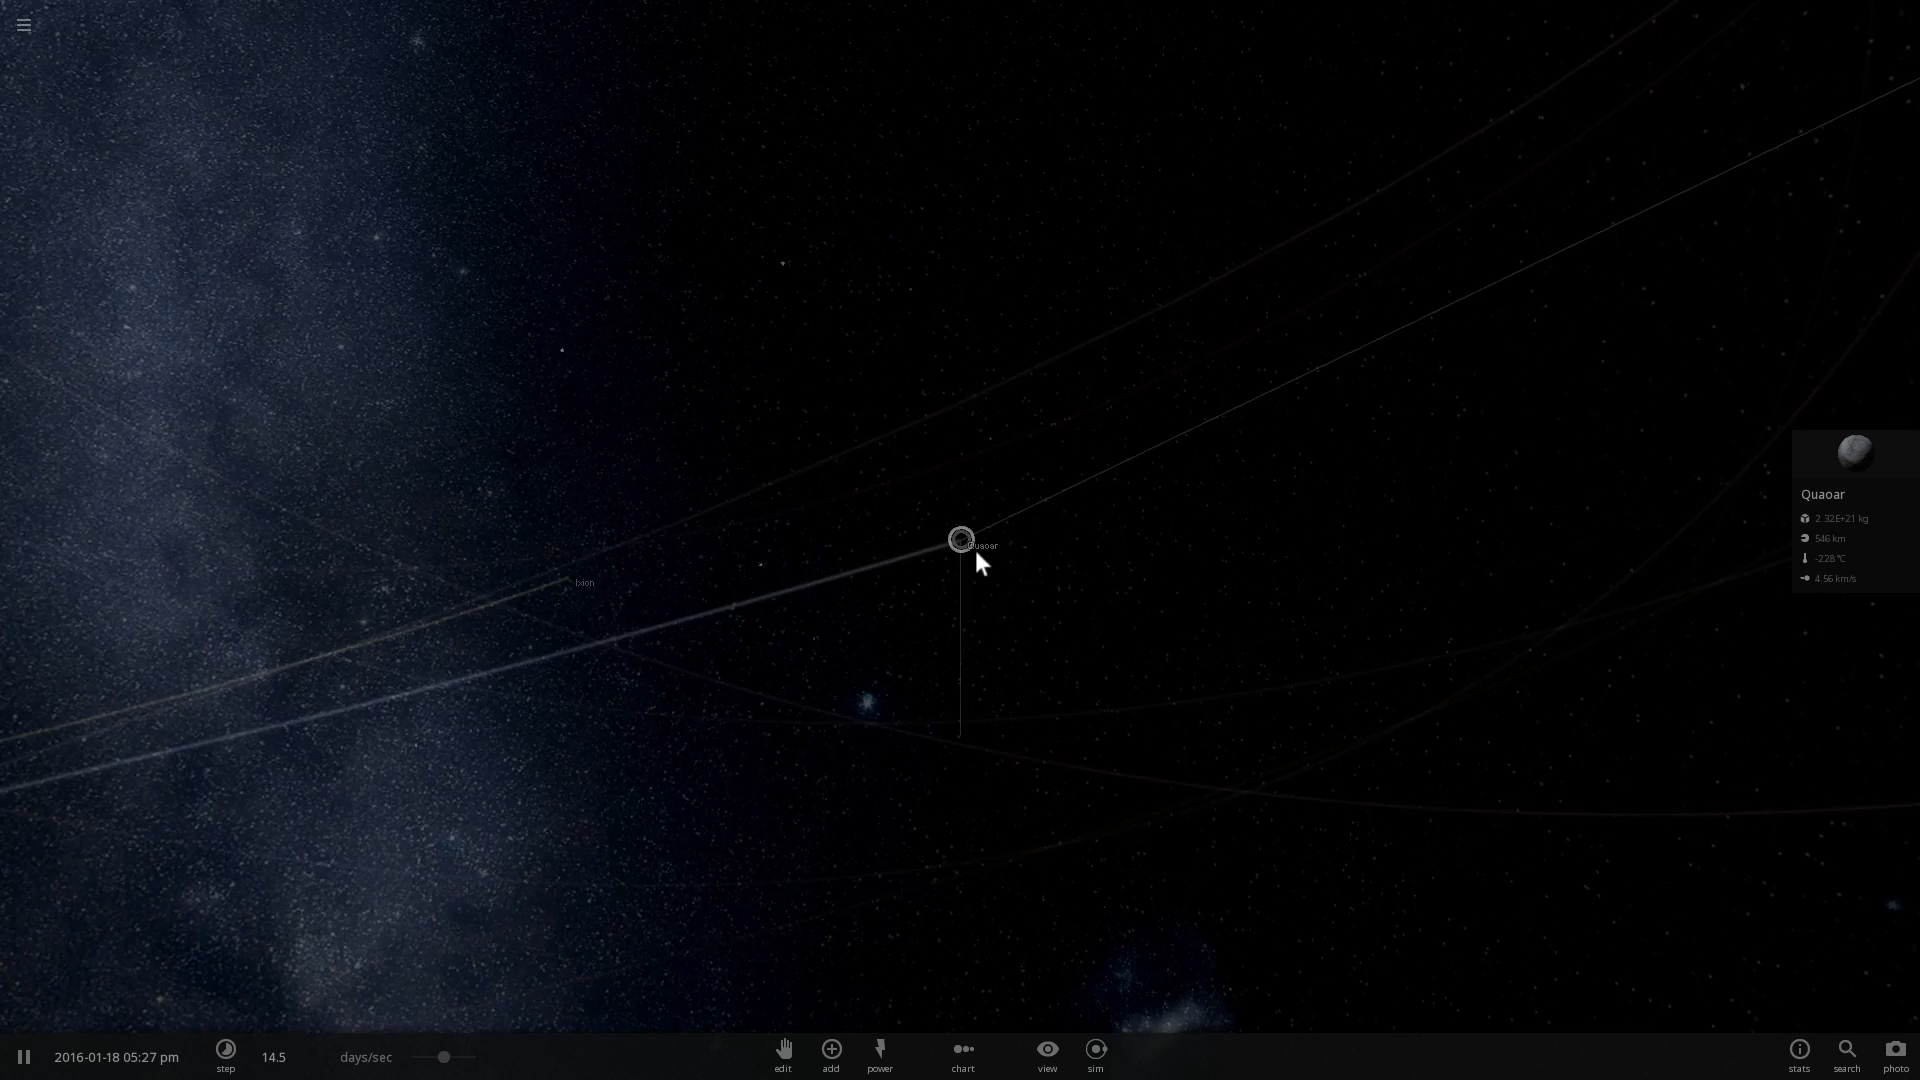 Quaoar
Ixion
Quaoar
2.32E+21 kg
546 km
-228 °C
4.56 km/s
2016-01-18 05:27 pm
step
14.5
days/sec
edit
add
power
chart
view
sim
stats
search
photo